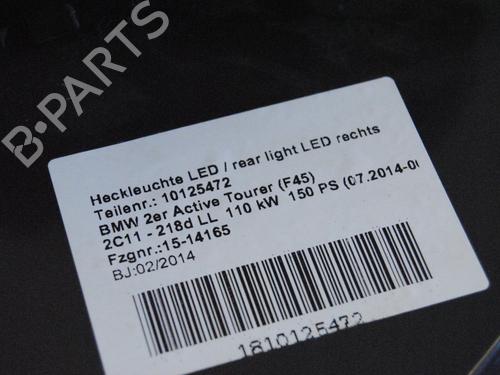 B·PARTS
Heckleuchte LED / rear light LED rechts
Teilenr.: 10125472
BMW 2er Active Tourer (F45)
2C11 - 218d LL 110 kW 150 PS (07.2014-0
Fzgnr.:15-14165
BJ:02/2014
1810125472